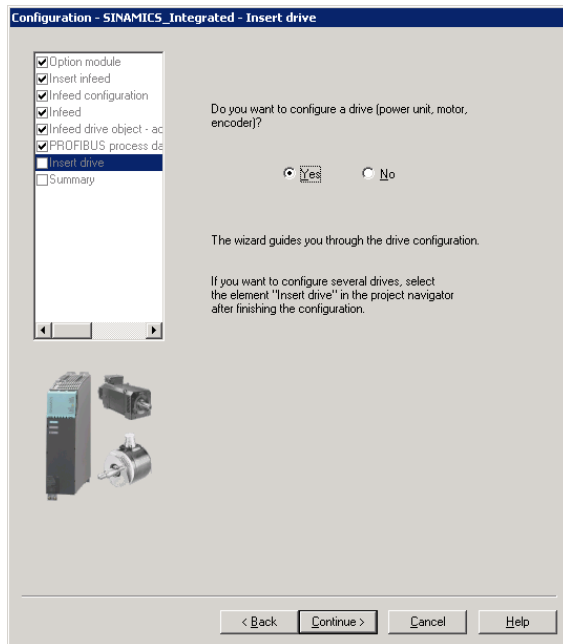 Configuration - SINAMICS_Integrated - Insert drive
Option module
Insert infeed
Infeed configuration
Infeed
Infeed drive object - ac
PROFIBUS process da
Insert drive
Summary
Do you want to configure a drive (power unit, motor,
encoder)?
Yes No
The wizard guides you through the drive configuration.
If you want to configure several drives, select
the element "Insert drive" in the project navigator
after finishing the configuration.
< Back Continue > Cancel Help